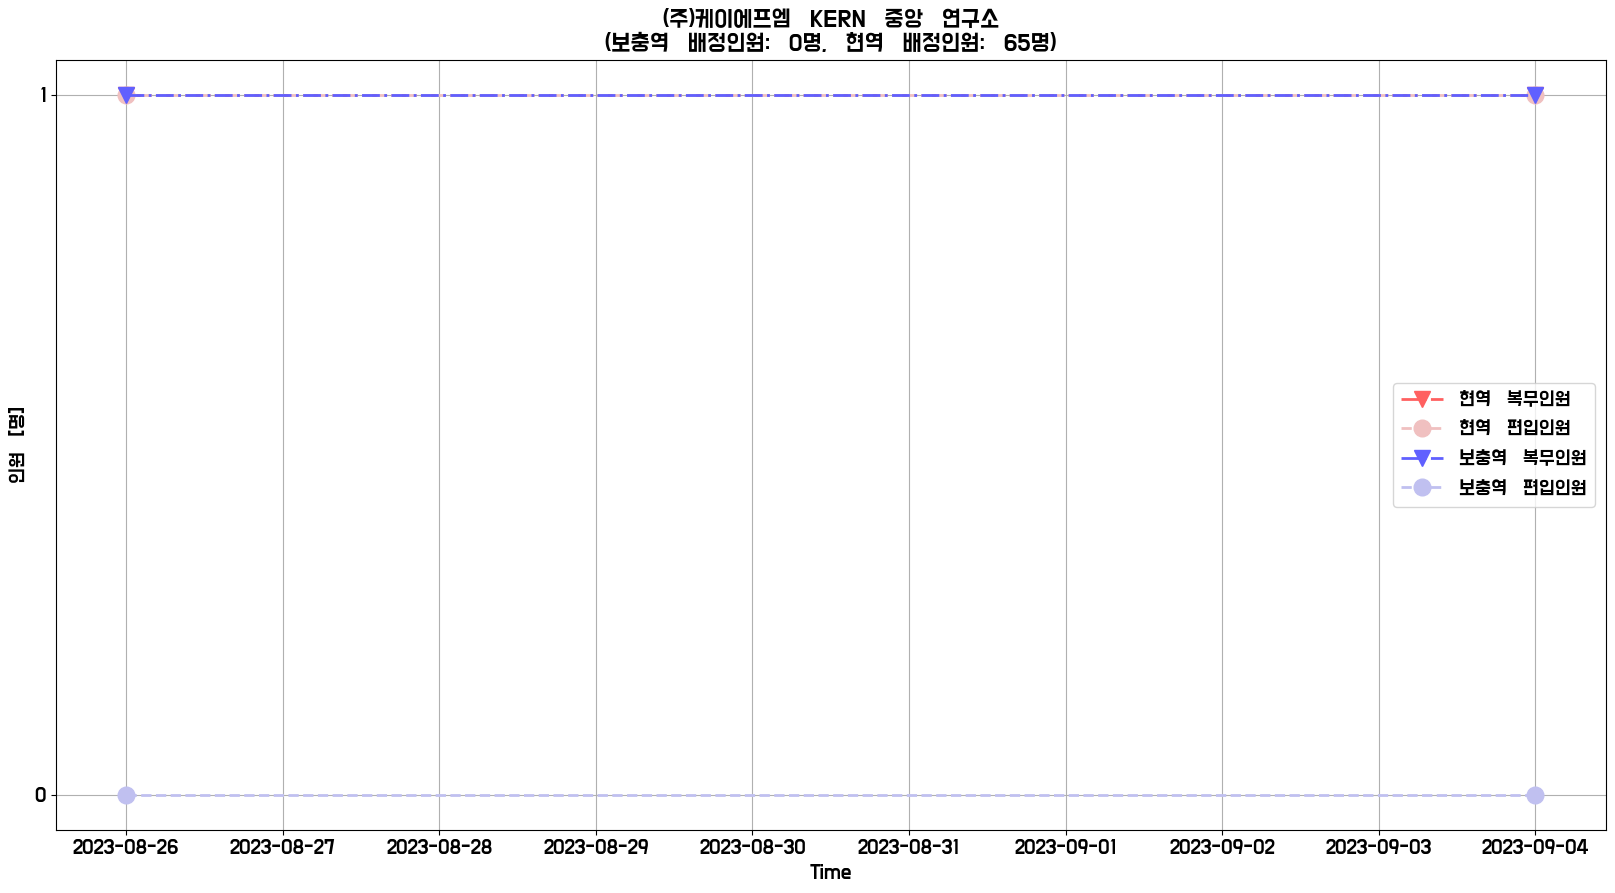 (주)케이에프엠 KERN 중앙 연구소
(보충역 배정인원: 0명, 현역 배정인원: 65명)
1
0
인원 [명]
현역 복무인원
현역 편입인원
보충역 복무인원
보충역 편입인원
2023-08-26 2023-08-27 2023-08-28 2023-08-29 2023-08-30 2023-08-31 2023-09-01 2023-09-02 2023-09-03 2023-09-04
Time